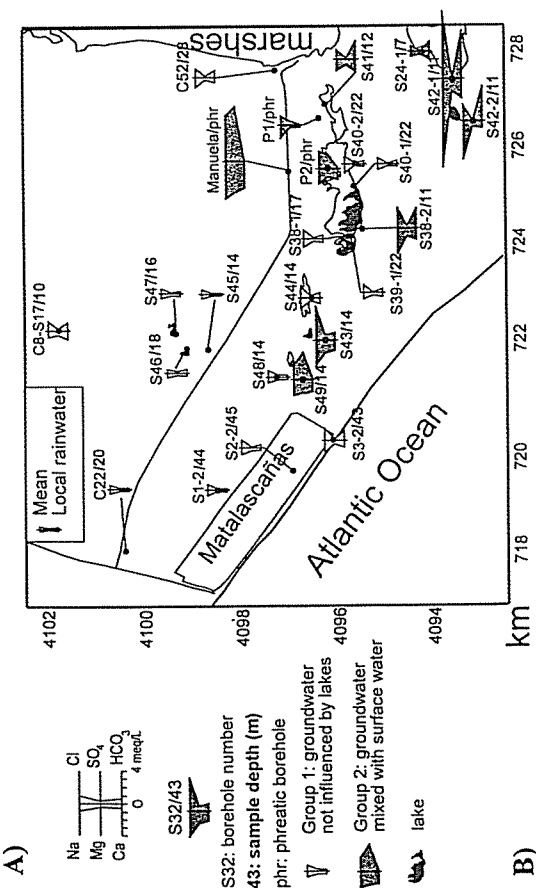 A)
Na Cl
Mg SO4
Ca HCO3
0 4 meq/L
S32/43
S32: borehole number
43: sample depth (m)
phr: phreatic borehole
Group 1: groundwater
not influenced by lakes
Group 2: groundwater
mixed with surface water
lake
Mean
Local rainwater
4102
4100
4098
4096
4094
km
718
720
722
724
726
728
C22/20
C8-S17/10
S46/18
S47/16
S45/14
Manuela/phr
C52/28
marshes
P1/phr
S1-2/44
S2-2/45
Matalascañas
S48/14
S49/14
S3-2/43
S43/14
S44/14
S38-1/17
S39-1/22
S38-2/11
P2/phr
S40-2/22
S40-1/22
S41/12
S24-1/7
S42-1/1
S42-2/11
Atlantic Ocean
B)